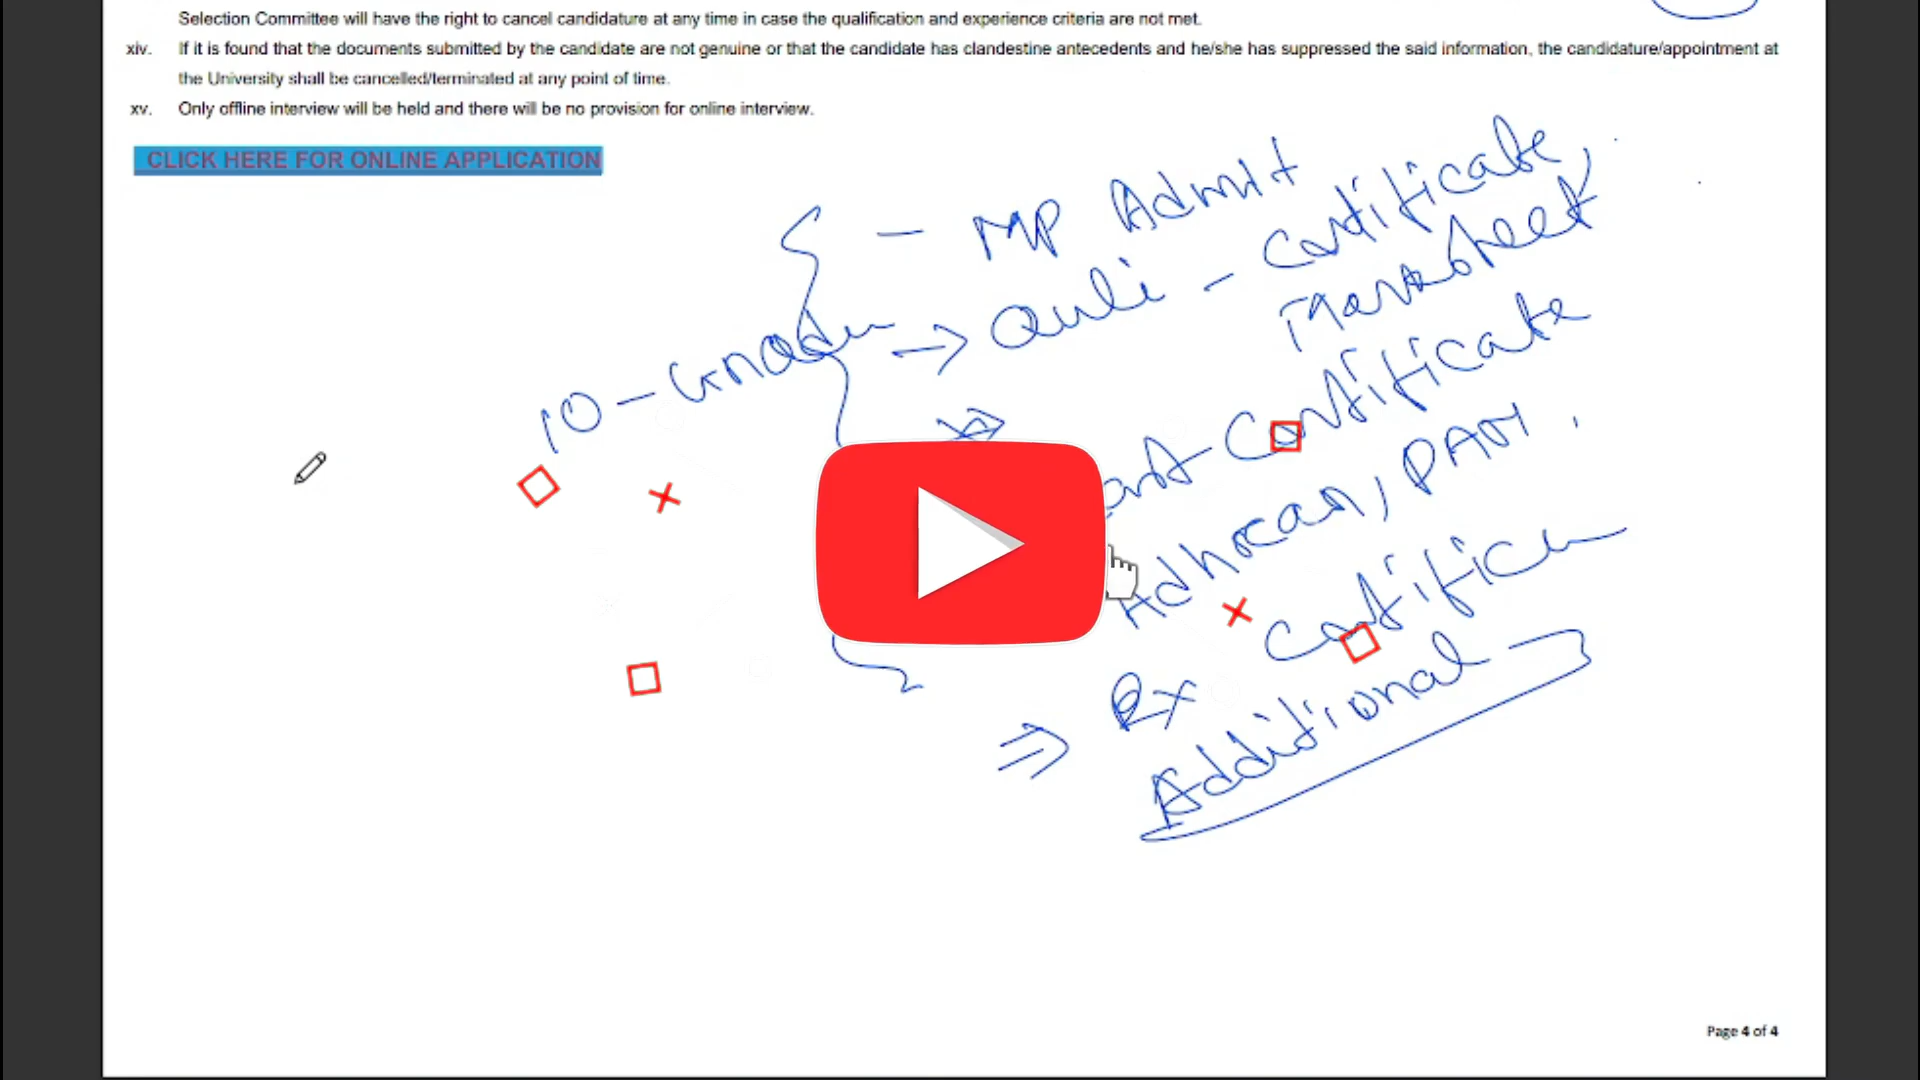 Selection Committee will have the right to cancel candidature at any time in case the qualification and experience criteria are not met.
xiv. If it is found that the documents submitted by the candidate are not genuine or that the candidate has clandestine antecedents and he/she has suppressed the said information, the candidature/appointment at
the University shall be cancelled/terminated at any point of time.
xv. Only offline interview will be held and there will be no provision for online interview.
CLICK HERE FOR ONLINE APPLICATION
- MP Admit
→ Quli - Certificate,
Marksheet
10 -
Certificate
Adhocan, PAN.
⇒ Ex
Additional
Page 4 of 4